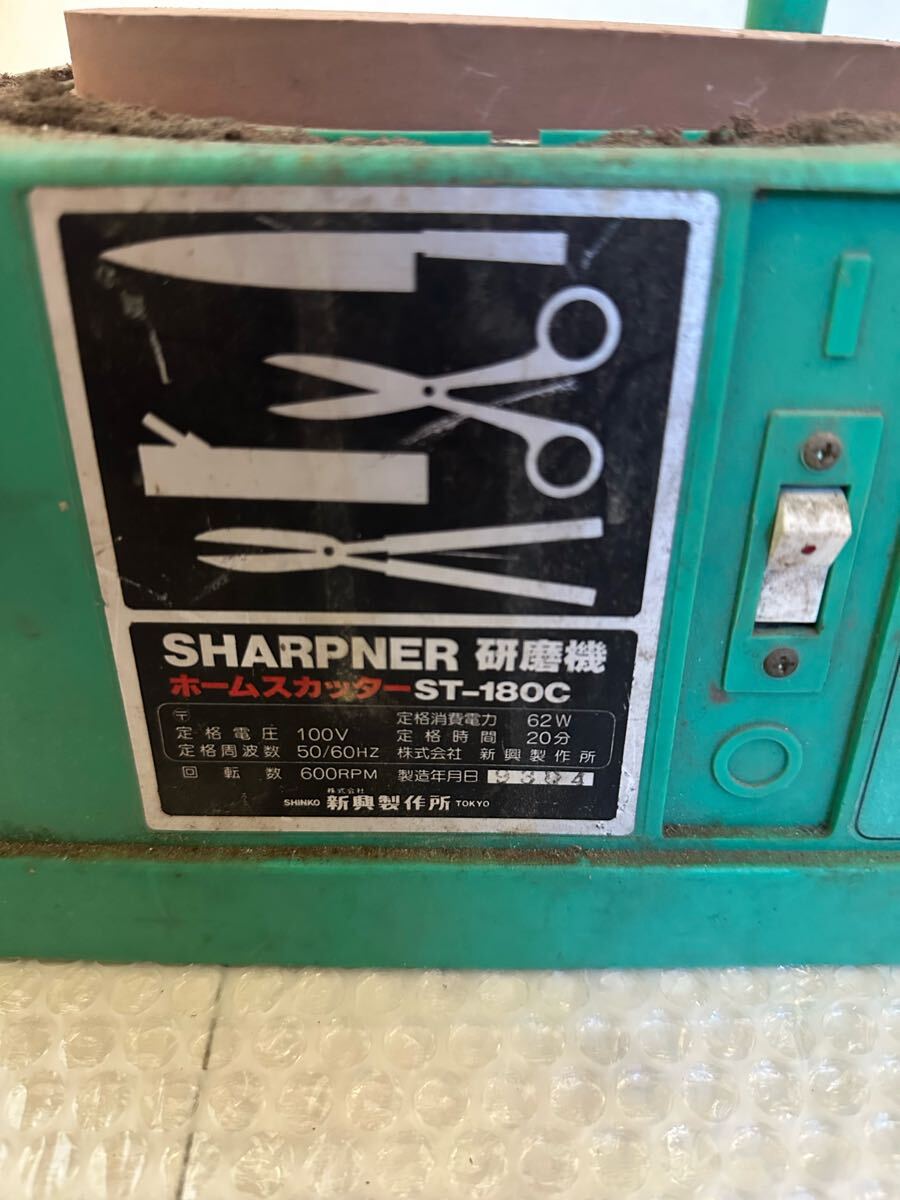 SHARPNER 研磨機
ホームスカッター ST-180C
〒 定格消費電力 62W
定格電圧 100V 定格時間 20分
定格周波数 50/60HZ 株式会社 新興製作所
回転数 600RPM 製造年月日
株式会社
SHINKO 新興製作所 TOKYO